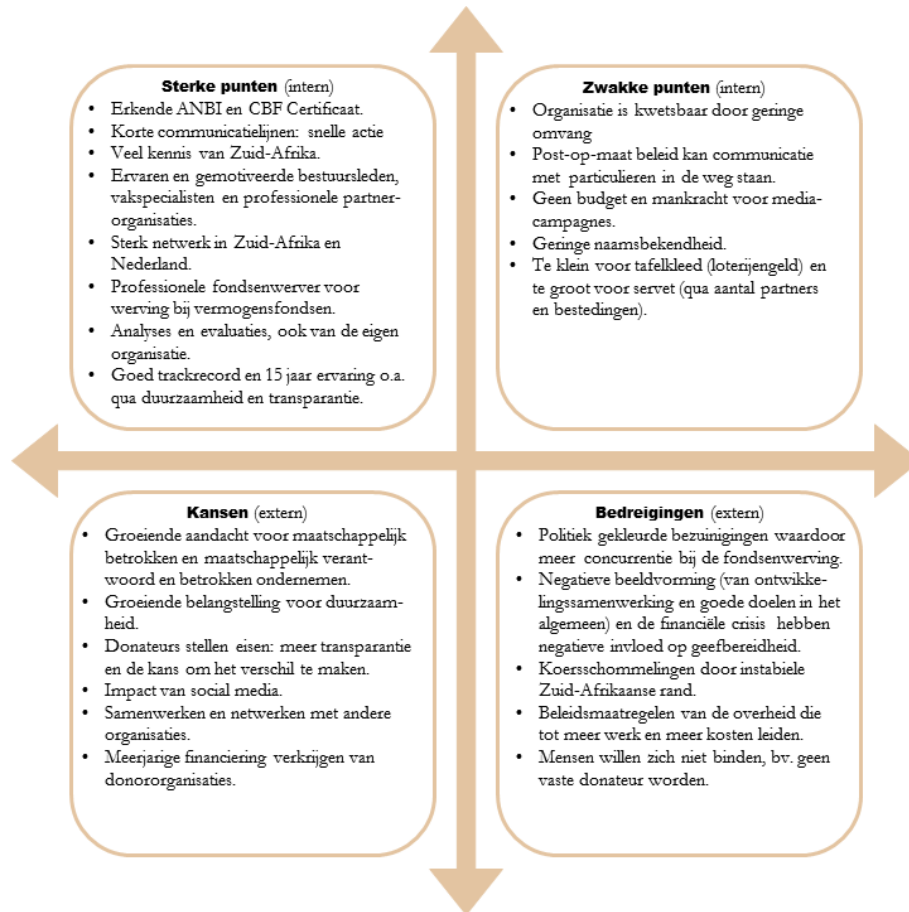 Sterke punten (intern)
• Erkende ANBI en CBF Certificaat.
• Korte communicatielijnen: snelle actie
• Veel kennis van Zuid-Afrika.
• Ervaren en gemotiveerde bestuursleden,
vakspecialisten en professionele partner-
organisaties.
• Sterk netwerk in Zuid-Afrika en
Nederland.
• Professionele fondsenwerver voor
werving bij vermogensfondsen.
• Analyses en evaluaties, ook van de eigen
organisatie.
• Goed trackrecord en 15 jaar ervaring o.a.
qua duurzaamheid en transparantie.
Zwakke punten (intern)
• Organisatie is kwetsbaar door geringe
omvang
• Post-op-maat beleid kan communicatie
met particulieren in de weg staan.
• Geen budget en mankracht voor media-
campagnes.
• Geringe naamsbekendheid.
• Te klein voor tafelkleed (loterijengeld) en
te groot voor servet (qua aantal partners
en bestedingen).
Kansen (extern)
• Groeiende aandacht voor maatschappelijk
betrokken en maatschappelijk verant-
woord en betrokken ondernemen.
• Groeiende belangstelling voor duurzaam-
heid.
• Donateurs stellen eisen: meer transparantie
en de kans om het verschil te maken.
• Impact van social media.
• Samenwerken en netwerken met andere
organisaties.
• Meerjarige financiering verkrijgen van
donororganisaties.
Bedreigingen (extern)
• Politiek gekleurde bezuinigingen waardoor
meer concurrentie bij de fondsenwerving.
• Negatieve beeldvorming (van ontwikke-
lingssamenwerking en goede doelen in het
algemeen) en de financiële crisis hebben
negatieve invloed op geefbereidheid.
• Koersschommelingen door instabiele
Zuid-Afrikaanse rand.
• Beleidsmaatregelen van de overheid die
tot meer werk en meer kosten leiden.
• Mensen willen zich niet binden, bv. geen
vaste donateur worden.